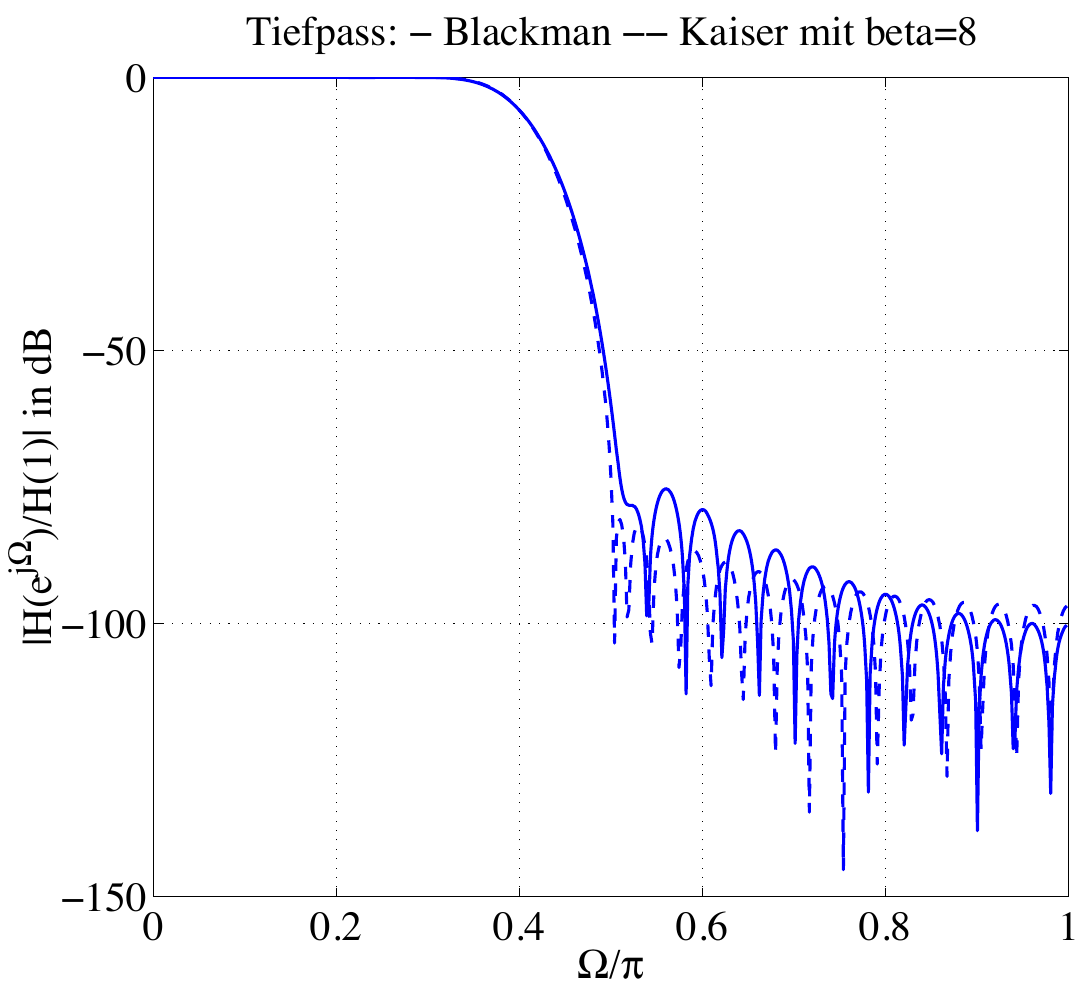 Tiefpass: − Blackman −− Kaiser mit beta=8
|H(e^jΩ)/H(1)| in dB
0
−50
−100
−150
0 0.2 0.4 0.6 0.8 1
Ω/π